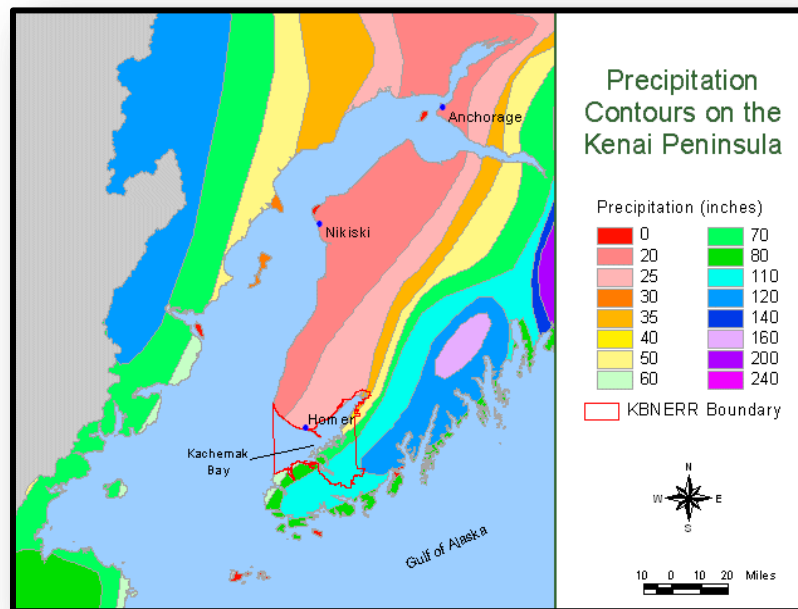 Precipitation
Contours on the
Kenai Peninsula
Precipitation (inches)
0 70
20 80
25 110
30 120
35 140
40 160
50 200
60 240
KBNERR Boundary
N
W E
S
10 0 10 20 Miles
Anchorage
Nikiski
Homer
Kachemak
Bay
Gulf of Alaska